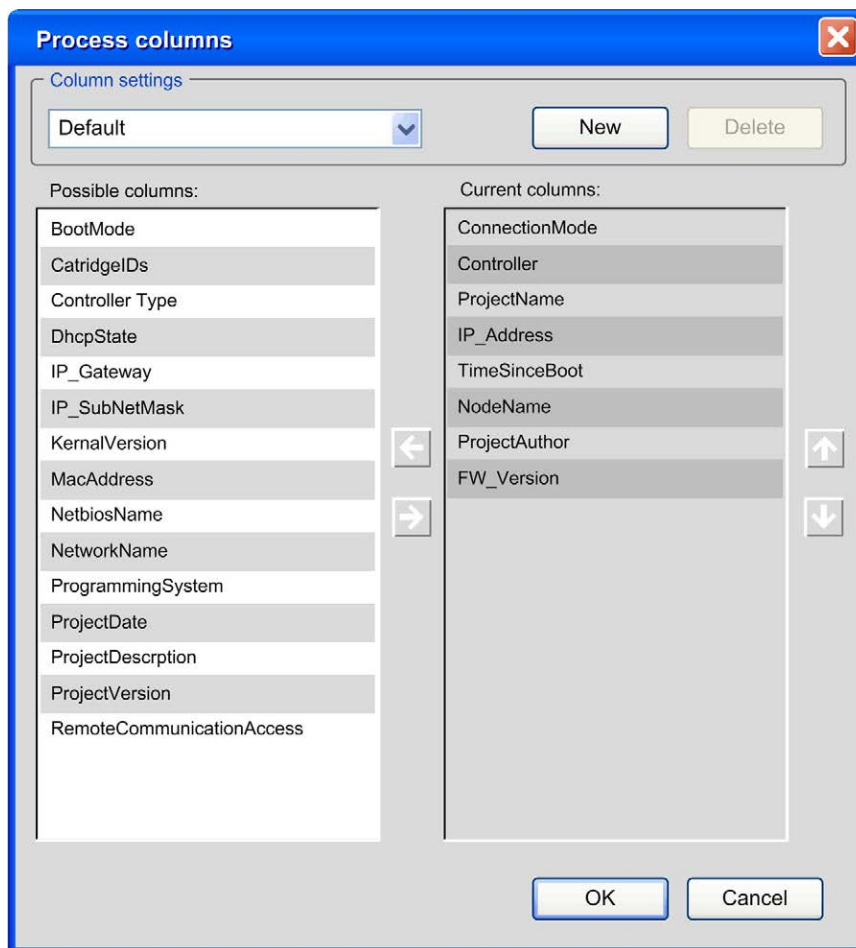 Process columns
Column settings
Default
New
Delete
Possible columns:
BootMode
CatridgeIDs
Controller Type
DhcpState
IP_Gateway
IP_SubNetMask
KernalVersion
MacAddress
NetbiosName
NetworkName
ProgrammingSystem
ProjectDate
ProjectDescrption
ProjectVersion
RemoteCommunicationAccess
Current columns:
ConnectionMode
Controller
ProjectName
IP_Address
TimeSinceBoot
NodeName
ProjectAuthor
FW_Version
OK
Cancel